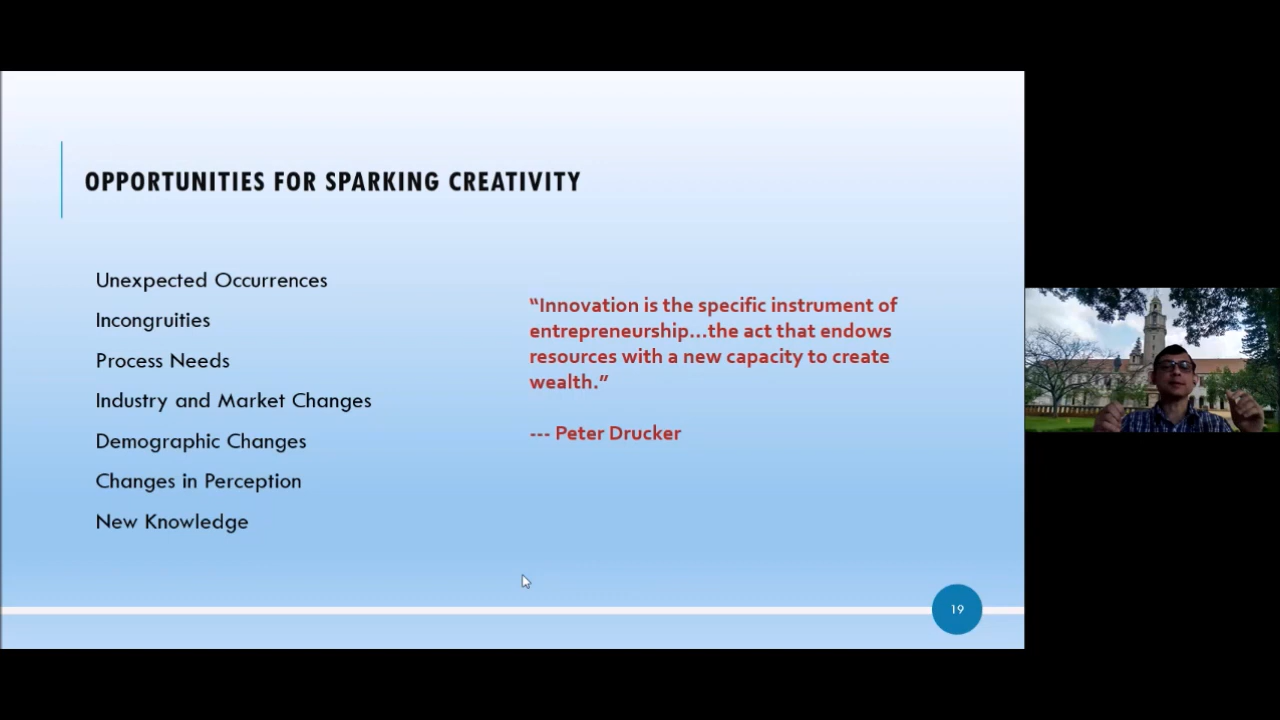 OPPORTUNITIES FOR SPARKING CREATIVITY
Unexpected Occurrences
Incongruities
Process Needs
Industry and Market Changes
Demographic Changes
Changes in Perception
New Knowledge
“Innovation is the specific instrument of
entrepreneurship...the act that endows
resources with a new capacity to create
wealth.”
--- Peter Drucker
19